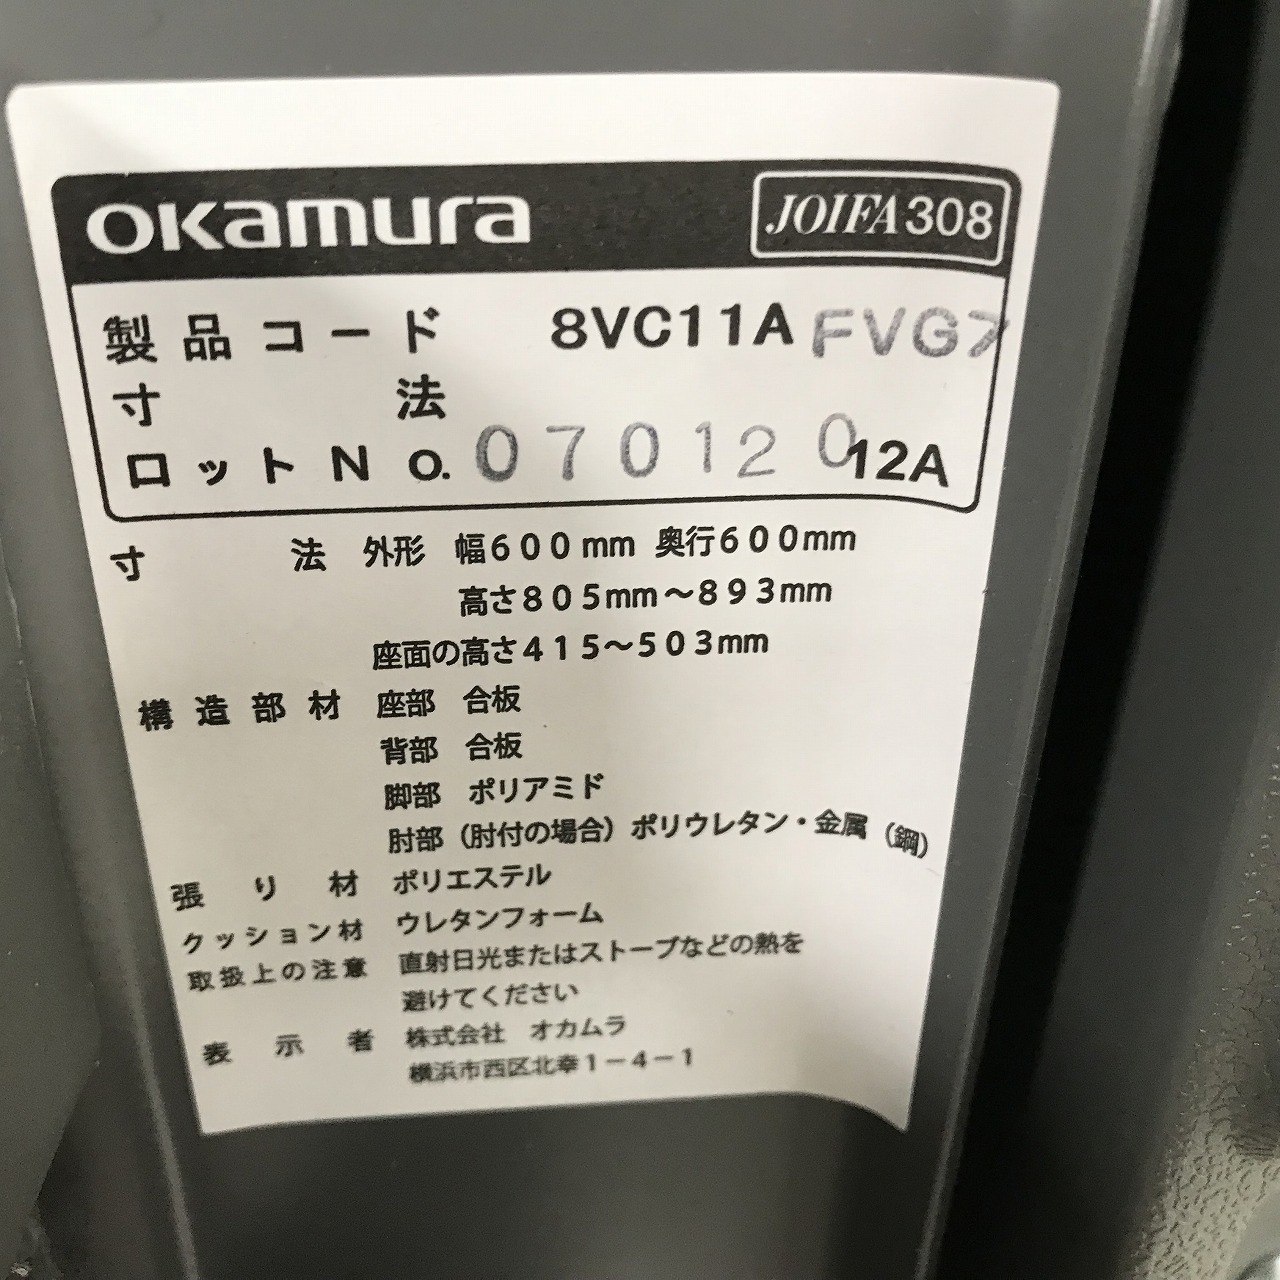 okamura JOIFA308
製品コード 8VC11A FVG7
寸法
ロットNo. 070120 12A
寸法 外形 幅600mm 奥行600mm
高さ805mm～893mm
座面の高さ415～503mm
構造部材 座部 合板
背部 合板
脚部 ポリアミド
肘部（肘付の場合）ポリウレタン・金属（鋼）
張り材 ポリエステル
クッション材 ウレタンフォーム
取扱上の注意 直射日光またはストーブなどの熱を
避けてください
表示者 株式会社 オカムラ
横浜市西区北幸1－4－1